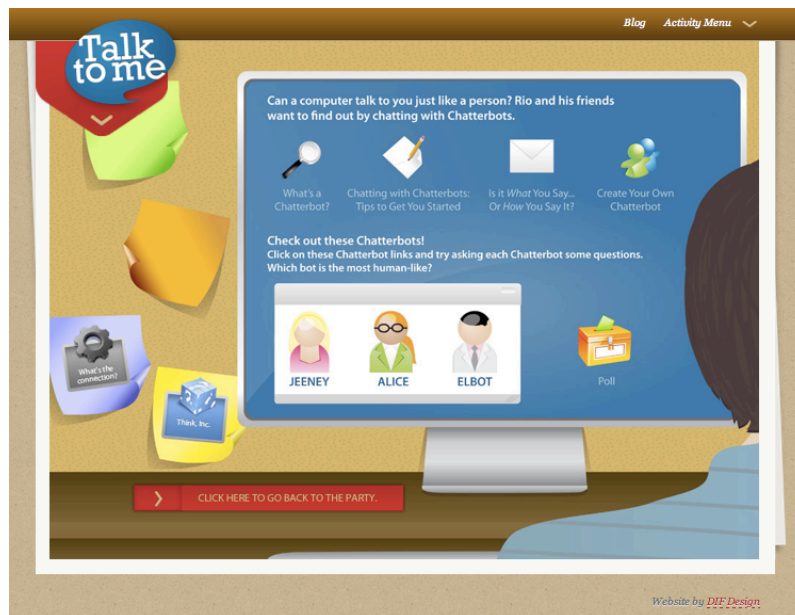 Blog Activity Menu
Talk
to me
Can a computer talk to you just like a person? Rio and his friends
want to find out by chatting with Chatterbots.
What's a
Chatterbot?
Chatting with Chatterbots:
Tips to Get You Started
Is it What You Say...
Or How You Say It?
Create Your Own
Chatterbot
Check out these Chatterbots!
Click on these Chatterbot links and try asking each Chatterbot some questions.
Which bot is the most human-like?
JEENEY
ALICE
ELBOT
Poll
What's the
connection?
Think, Inc.
CLICK HERE TO GO BACK TO THE PARTY.
Website by DIF Design